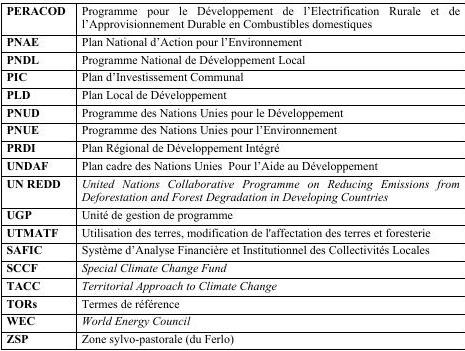 PERACOD Programme pour le Développement de l’Electrification Rurale et de
l’Approvisionnement Durable en Combustibles domestiques
PNAE Plan National d’Action pour l’Environnement
PNDL Programme National de Développement Local
PIC Plan d’Investissement Communal
PLD Plan Local de Développement
PNUD Programme des Nations Unies pour le Développement
PNUE Programme des Nations Unies pour l’Environnement
PRDI Plan Régional de Développement Intégré
UNDAF Plan cadre des Nations Unies Pour l’Aide au Développement
UN REDD United Nations Collaborative Programme on Reducing Emissions from
Deforestation and Forest Degradation in Developing Countries
UGP Unité de gestion de programme
UTMATF Utilisation des terres, modification de l'affectation des terres et foresterie
SAFIC Système d’Analyse Financière et Institutionnel des Collectivités Locales
SCCF Special Climate Change Fund
TACC Territorial Approach to Climate Change
TORs Termes de référence
WEC World Energy Council
ZSP Zone sylvo-pastorale (du Ferlo)